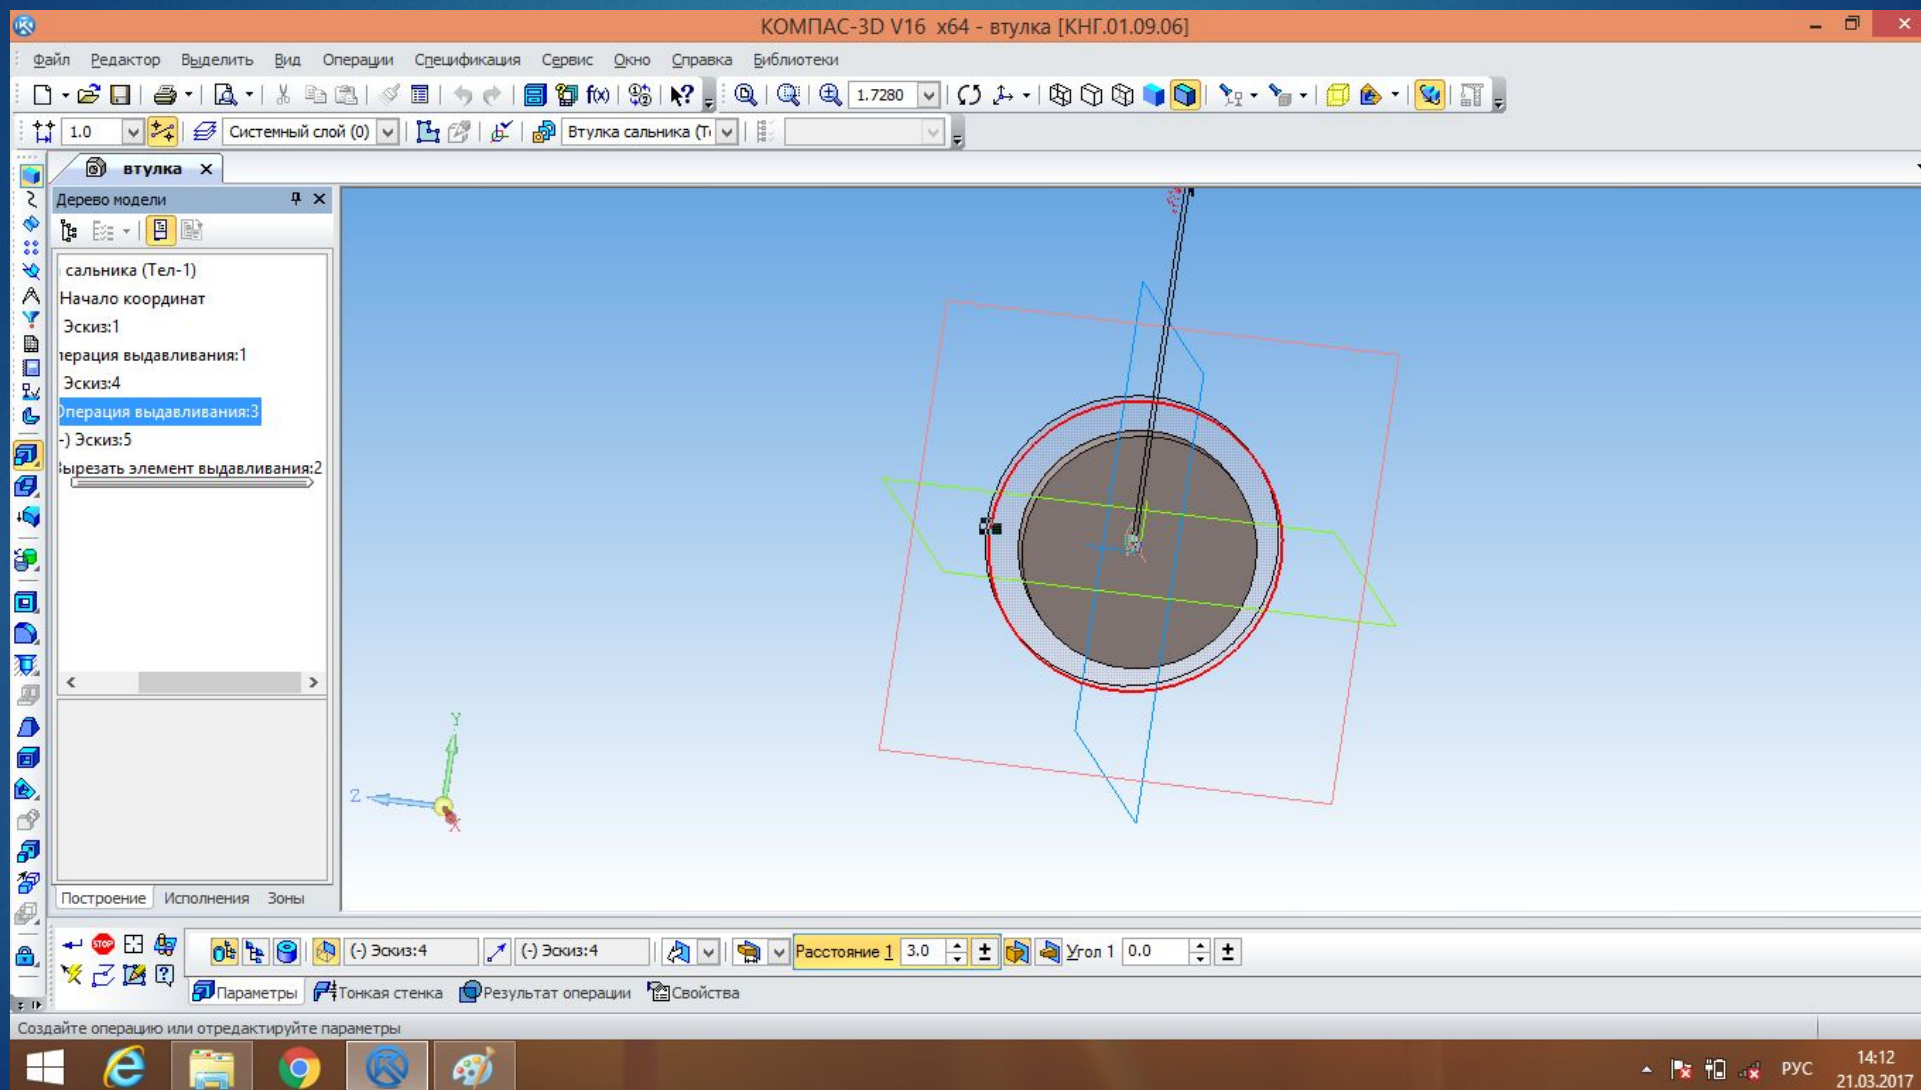 КОМПАС-3D V16 x64 - втулка [КНГ.01.09.06]
Файл Редактор Выделить Вид Операции Спецификация Сервис Окно Справка Библиотеки
f(x) 1.7280
1.0 Системный слой (0) Втулка сальника (Т
втулка
Дерево модели
сальника (Тел-1)
Начало координат
Эскиз:1
перация выдавливания:1
Эскиз:4
Операция выдавливания:3
-) Эскиз:5
Вырезать элемент выдавливания:2
Y
Z
X
Построение Исполнения Зоны
STOP (-) Эскиз:4 (-) Эскиз:4 Расстояние 1 3.0 Угол 1 0.0
Параметры Тонкая стенка Результат операции Свойства
Создайте операцию или отредактируйте параметры
РУС 14:12
21.03.2017